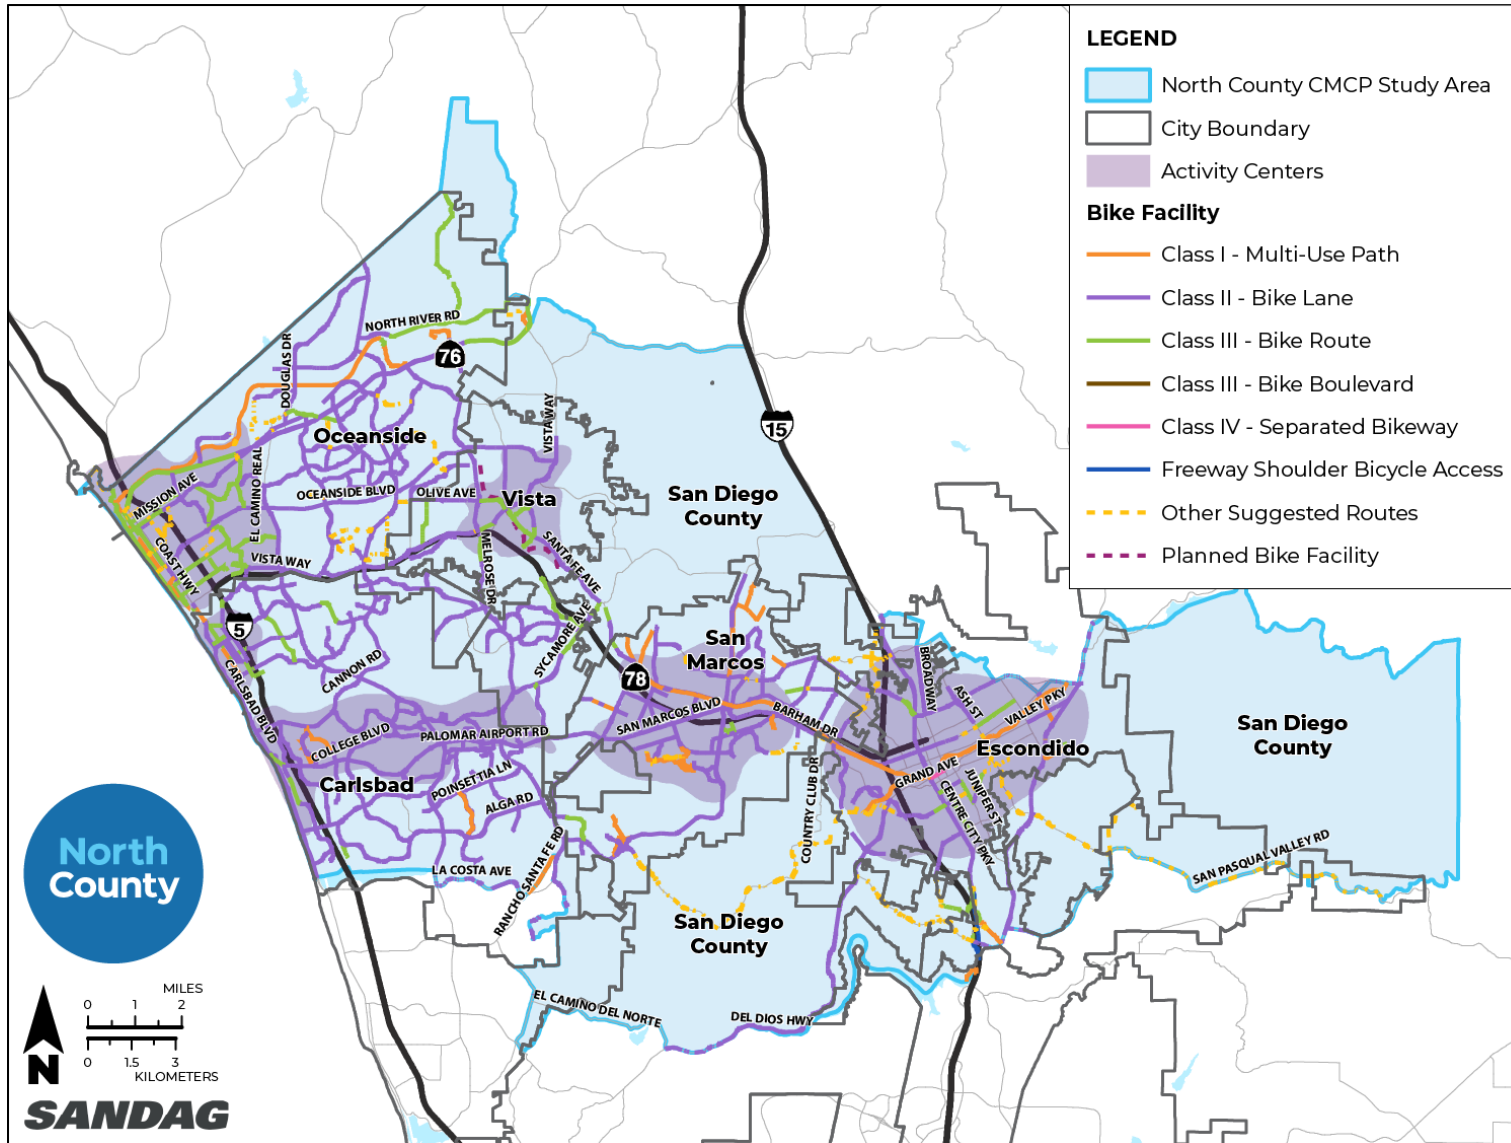 LEGEND
North County CMCP Study Area
City Boundary
Activity Centers
Bike Facility
Class I - Multi-Use Path
Class II - Bike Lane
Class III - Bike Route
Class III - Bike Boulevard
Class IV - Separated Bikeway
Freeway Shoulder Bicycle Access
Other Suggested Routes
Planned Bike Facility
NORTH RIVER RD
76
DOUGLAS DR
VISTA WAY
15
Oceanside
EL CAMINO REAL
MISSION AVE
OCEANSIDE BLVD
OLIVE AVE
Vista
San Diego
County
COAST HWY
VISTA WAY
MELROSE DR
SANTA FE AVE
5
SYCAMORE AVE
San
Marcos
78
CANNON RD
CARLSBAD BLVD
BROADWAY
ASH ST
VALLEY PKY
SAN MARCOS BLVD
BARHAM DR
COLLEGE BLVD
PALOMAR AIRPORT RD
Escondido
San Diego
County
Carlsbad
POINSETTIA LN
ALGA RD
GRAND AVE
JUNIPER ST
CENTRE CITY PKY
COUNTRY CLUB DR
North
County
LA COSTA AVE
RANCHO SANTA FE RD
SAN PASQUAL VALLEY RD
San Diego
County
EL CAMINO DEL NORTE
DEL DIOS HWY
MILES
0 1 2
0 1.5 3
KILOMETERS
N
SANDAG